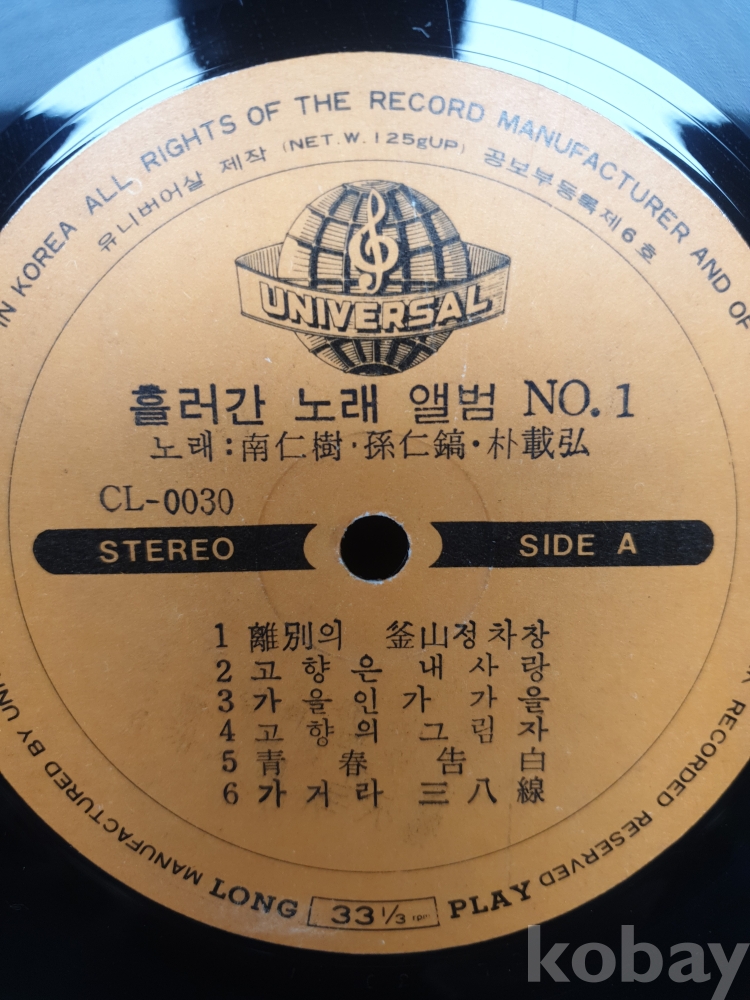 IN KOREA ALL RIGHTS OF THE RECORD MANUFACTURER AND OF
유니버어살 제작 (NET.W.125gUP) 공보부등록제6호
UNIVERSAL
흘러간 노래 앨범 NO.1
노래:南仁樹·孫仁鎬·朴載弘
CL-0030
STEREO SIDE A
1 離別의 釜山정차장
2 고향은 내 사랑
3 가을인가 가을
4 고향의 그림자
5 青春告白
6 가거라 三八線
MANUFACTURED BY
RECORDED RESERVED
LONG 33 1/3 rpm PLAY
kobay